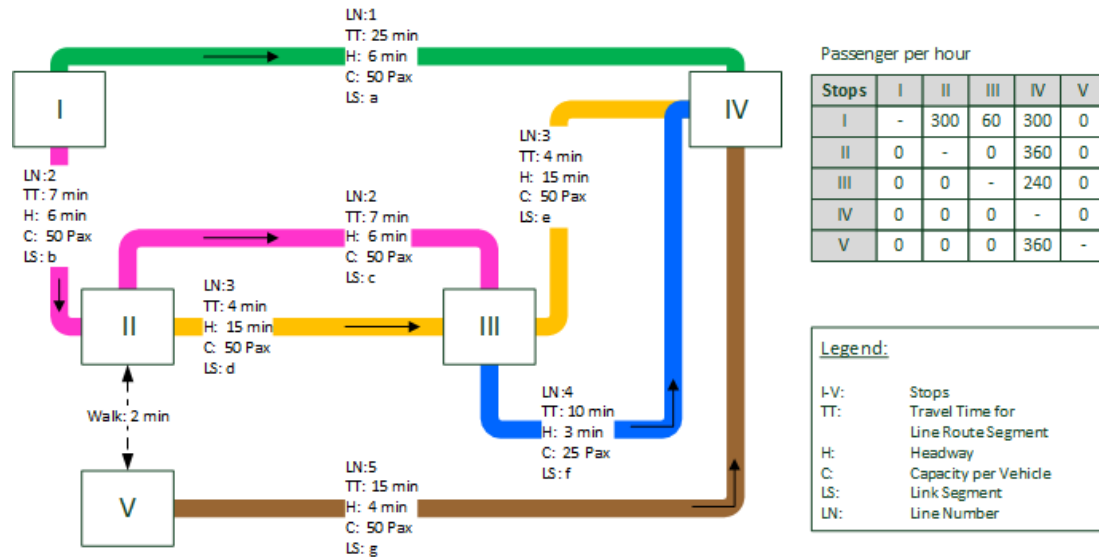 LN:1
TT: 25 min
H: 6 min
C: 50 Pax
LS: a
I
IV
LN:2
TT: 7 min
H: 6 min
C: 50 Pax
LS: b
LN:2
TT: 7 min
H: 6 min
C: 50 Pax
LS: c
LN:3
TT: 4 min
H: 15 min
C: 50 Pax
LS: e
II
LN:3
TT: 4 min
H: 15 min
C: 50 Pax
LS: d
III
Walk: 2 min
LN:4
TT: 10 min
H: 3 min
C: 25 Pax
LS: f
V
LN:5
TT: 15 min
H: 4 min
C: 50 Pax
LS: g
Passenger per hour
Stops I II III IV V
I - 300 60 300 0
II 0 - 0 360 0
III 0 0 - 240 0
IV 0 0 0 - 0
V 0 0 0 360 -
Legend:
I-V: Stops
TT: Travel Time for
Line Route Segment
H: Headway
C: Capacity per Vehicle
LS: Link Segment
LN: Line Number